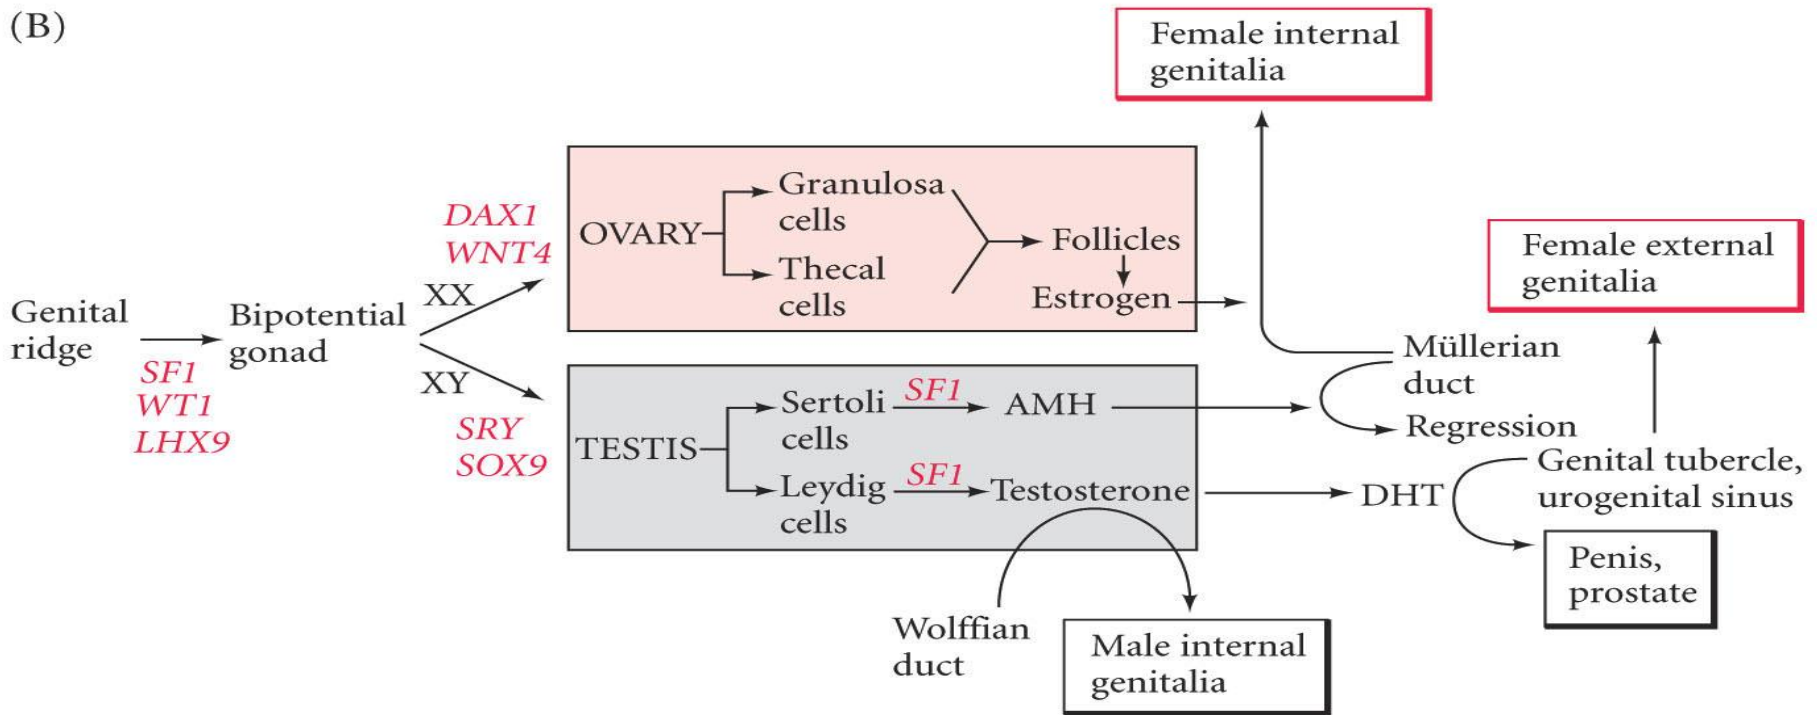 (B)
Female internal
genitalia
DAX1
WNT4
OVARY
Granulosa
cells
Thecal
cells
Follicles
Estrogen
Female external
genitalia
Genital
ridge
SF1
WT1
LHX9
Bipotential
gonad
XX
XY
SRY
SOX9
TESTIS
Sertoli
cells
SF1
AMH
Leydig
cells
SF1
Testosterone
Müllerian
duct
Regression
Genital tubercle,
urogenital sinus
DHT
Penis,
prostate
Wolffian
duct
Male internal
genitalia